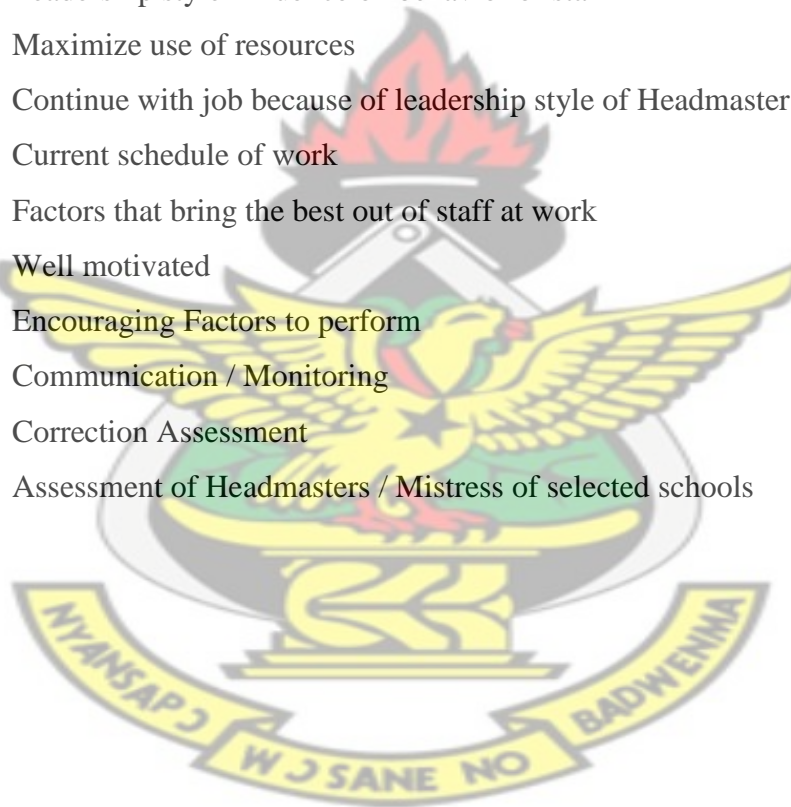 Maximize use of resources
Continue with job because of leadership style of Headmaster
Current schedule of work
Factors that bring the best out of staff at work
Well motivated
Encouraging Factors to perform
Communication / Monitoring
Correction Assessment
Assessment of Headmasters / Mistress of selected schools
NYANSAPƆ WƆSANE NO BADWENMA